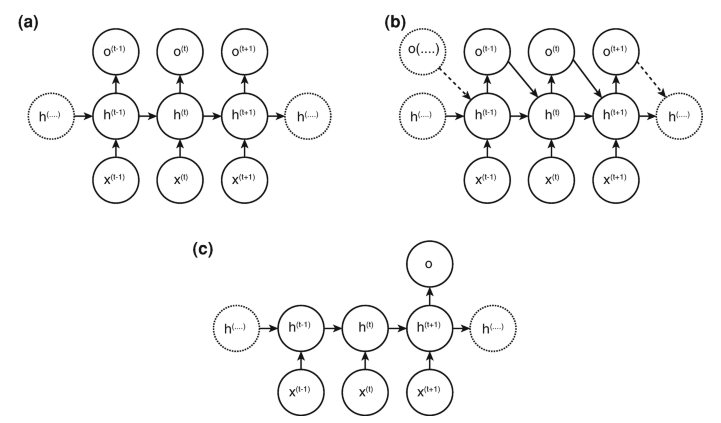 (a)
o(t-1) o(t) o(t+1)
h(....) h(t-1) h(t) h(t+1) h(....)
x(t-1) x(t) x(t+1)
(b)
o(....) o(t-1) o(t) o(t+1)
h(....) h(t-1) h(t) h(t+1) h(....)
x(t-1) x(t) x(t+1)
(c)
o
h(....) h(t-1) h(t) h(t+1) h(....)
x(t-1) x(t) x(t+1)